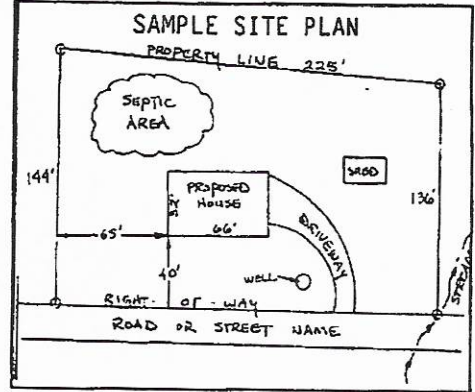 SAMPLE SITE PLAN
PROPERTY LINE 225'
SEPTIC
AREA
144'
SHED
136'
PROPOSED
HOUSE
66'
65'
40'
DRIVEWAY
WELL
STREAM
RIGHT - OF - WAY
ROAD OR STREET NAME